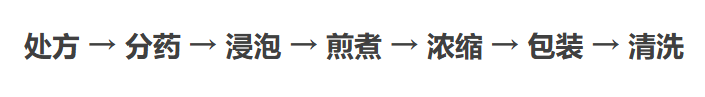 处方 → 分药 → 浸泡 → 煎煮 → 浓缩 → 包装 → 清洗